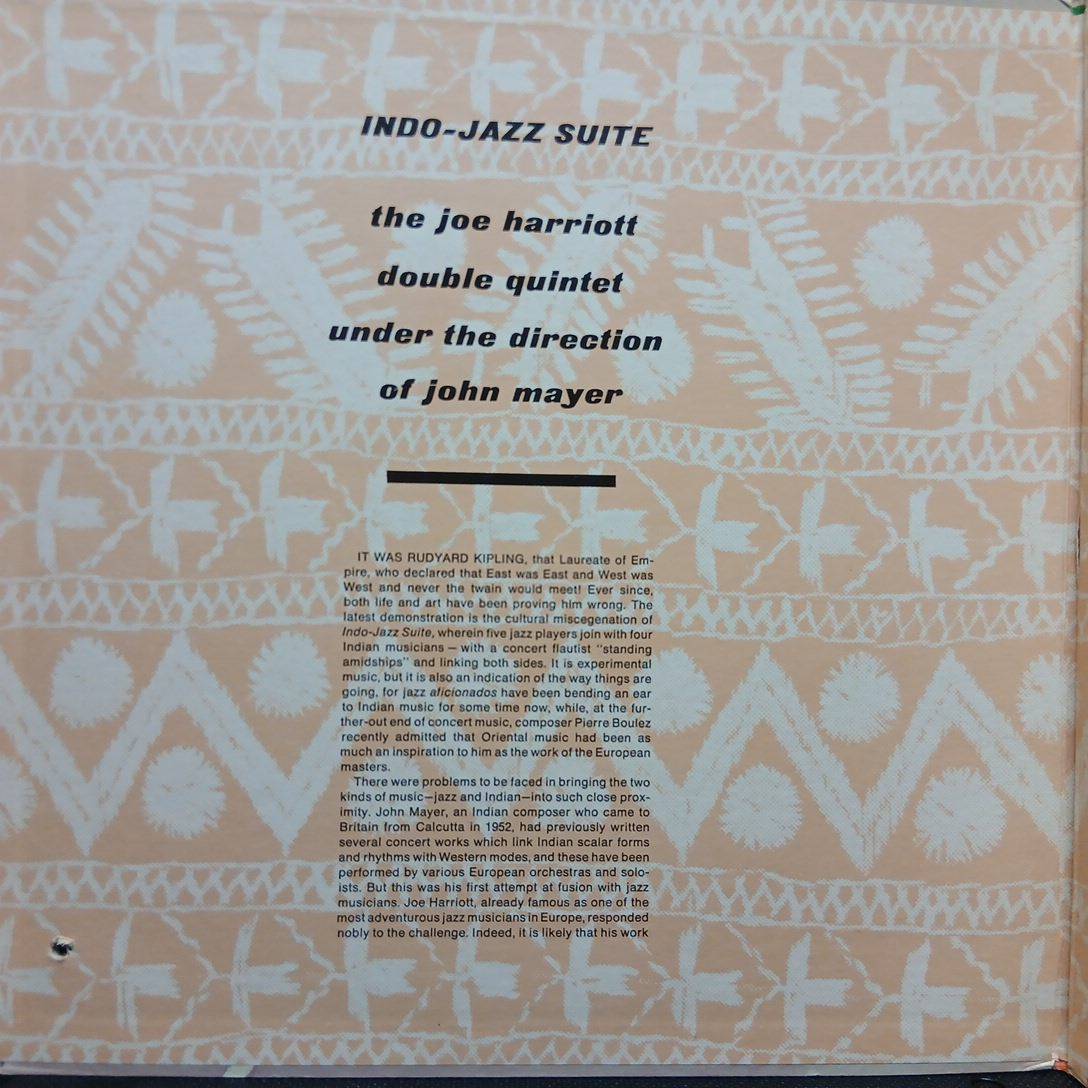 INDO-JAZZ SUITE
the joe harriott
double quintet
under the direction
of john mayer
IT WAS RUDYARD KIPLING, that Laureate of Em-
pire, who declared that East was East and West was
West and never the twain would meet! Ever since,
both life and art have been proving him wrong. The
latest demonstration is the cultural miscegenation of
Indo-Jazz Suite, wherein five jazz players join with four
Indian musicians – with a concert flautist "standing
amidships" and linking both sides. It is experimental
music, but it is also an indication of the way things are
going, for jazz aficionados have been bending an ear
to Indian music for some time now, while, at the fur-
ther-out end of concert music, composer Pierre Boulez
recently admitted that Oriental music had been as
much an inspiration to him as the work of the European
masters.
There were problems to be faced in bringing the two
kinds of music—jazz and Indian—into such close prox-
imity. John Mayer, an Indian composer who came to
Britain from Calcutta in 1952, had previously written
several concert works which link Indian scalar forms
and rhythms with Western modes, and these have been
performed by various European orchestras and solo-
ists. But this was his first attempt at fusion with jazz
musicians. Joe Harriott, already famous as one of the
most adventurous jazz musicians in Europe, responded
nobly to the challenge. Indeed, it is likely that his work